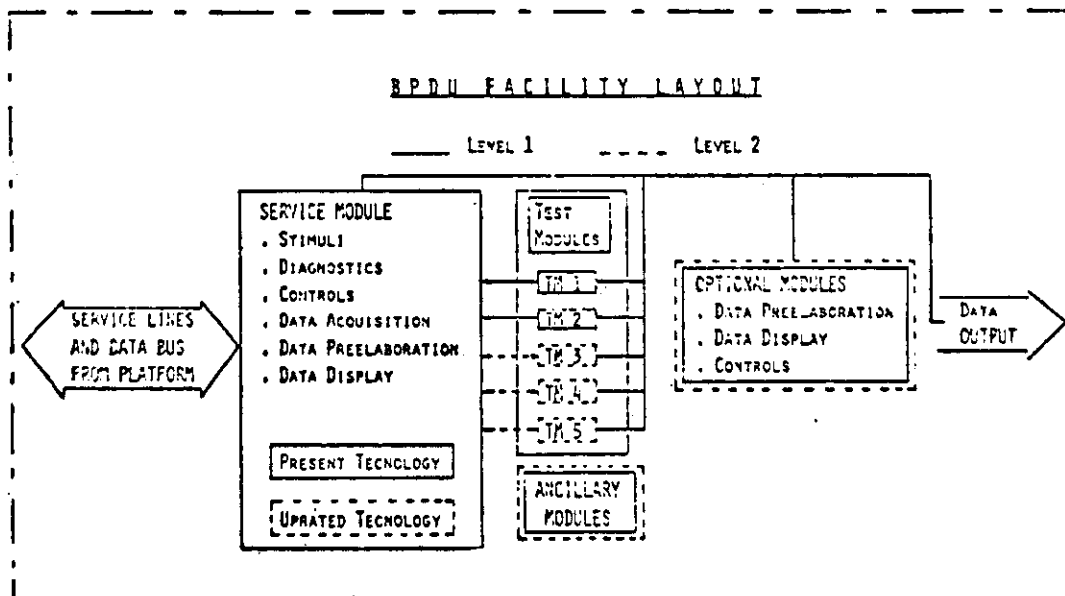 BPDU FACILITY LAYOUT
LEVEL 1
LEVEL 2
SERVICE MODULE
. STIMULI
. DIAGNOSTICS
. CONTROLS
. DATA ACQUISITION
. DATA PREELABORATION
. DATA DISPLAY
PRESENT TECNOLOGY
UPRATED TECNOLOGY
SERVICE LINES
AND DATA BUS
FROM PLATFORM
TEST
MODULES
TM 1
TM 2
TM 3
TM 4
TM 5
ANCILLARY
MODULES
OPTIONAL MODULES
. DATA PREELABORATION
. DATA DISPLAY
. CONTROLS
DATA
OUTPUT